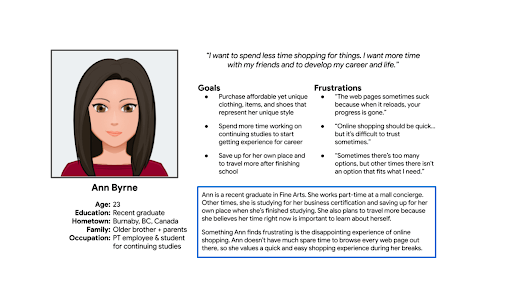 "I want to spend less time shopping for things. I want more time
with my friends and to develop my career and life."
Goals
● Purchase affordable yet unique
clothing, items, and shoes that
represent her unique style
● Spend more time working on
continuing studies to start
getting experience for career
● Save up for her own place and
to travel more after finishing
school
Frustrations
● "The web pages sometimes suck
because when it reloads, your
progress is gone."
● "Online shopping should be quick...
but it's difficult to trust
sometimes."
● "Sometimes there's too many
options, but other times there isn't
an option that fits what I need."
Ann Byrne
Age: 23
Education: Recent graduate
Hometown: Burnaby, BC, Canada
Family: Older brother + parents
Occupation: PT employee & student
for continuing studies
Ann is a recent graduate in Fine Arts. She works part-time at a mall concierge.
Other times, she is studying for her business certification and saving up for her
own place when she's finished studying. She also plans to travel more because
she believes her time right now is important to learn about herself.
Something Ann finds frustrating is the disappointing experience of online
shopping. Ann doesn't have much spare time to browse every web page out
there, so she values a quick and easy shopping experience during her breaks.